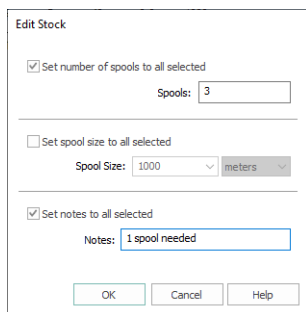 Edit Stock
Set number of spools to all selected
Spools: 3
Set spool size to all selected
Spool Size: 1000 meters
Set notes to all selected
Notes: 1 spool needed
OK Cancel Help